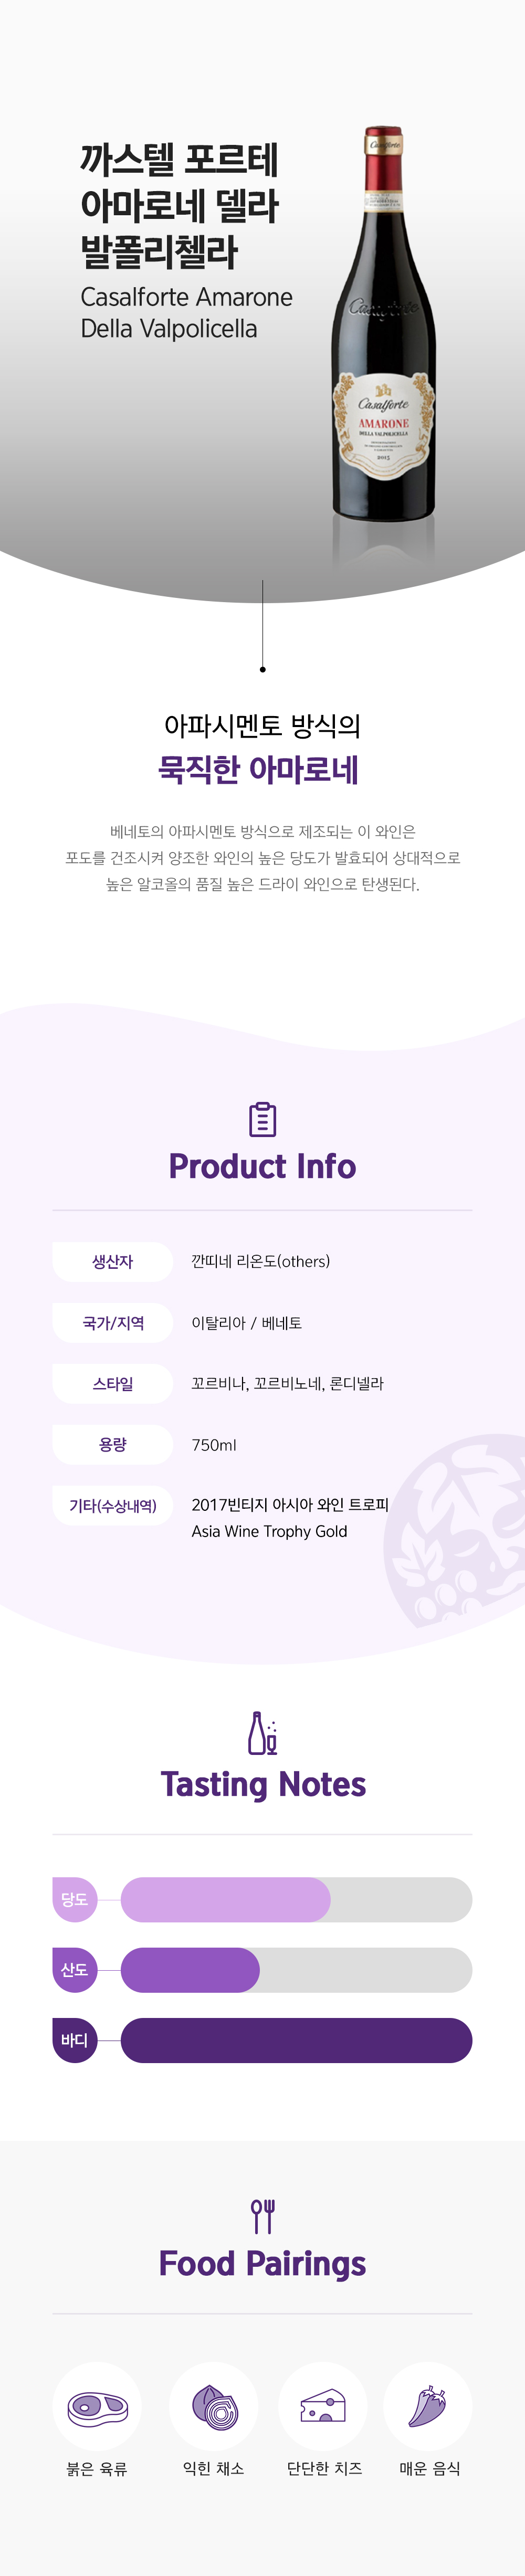 까스텔 포르테
아마로네 델라
발폴리첼라
Casalforte Amarone
Della Valpolicella
Casalforte
Casalforte
Casalforte
AMARONE
DELLA VALPOLICELLA
2015
아파시멘토 방식의
묵직한 아마로네
베네토의 아파시멘토 방식으로 제조되는 이 와인은
포도를 건조시켜 양조한 와인의 높은 당도가 발효되어 상대적으로
높은 알코올의 품질 높은 드라이 와인으로 탄생된다.
Product Info
생산자 깐띠네 리온도(others)
국가/지역 이탈리아 / 베네토
스타일 꼬르비나, 꼬르비노네, 론디넬라
용량 750ml
기타(수상내역) 2017빈티지 아시아 와인 트로피
Asia Wine Trophy Gold
Tasting Notes
당도
산도
바디
Food Pairings
붉은 육류 익힌 채소 단단한 치즈 매운 음식